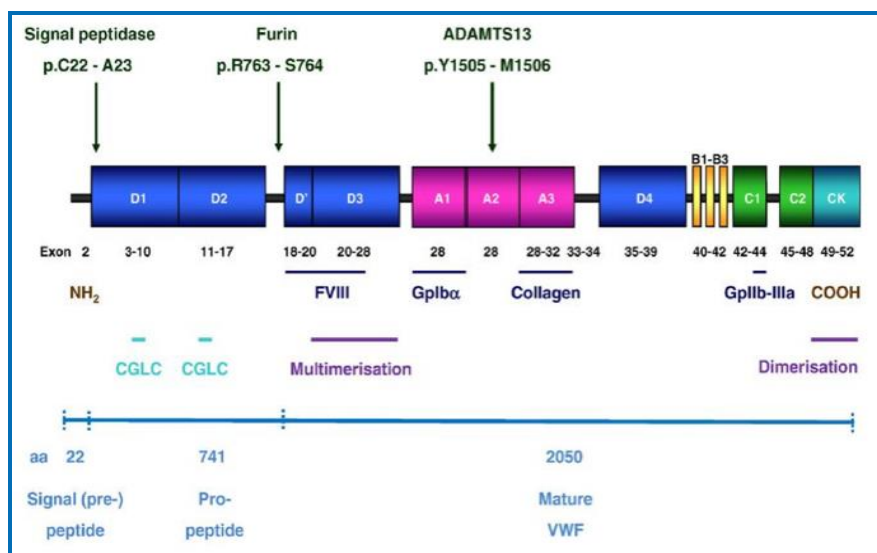 Signal peptidase Furin ADAMTS13
p.C22 - A23 p.R763 – S764 p.Y1505 - M1506
B1-B3
D1 D2 D' D3 A1 A2 A3 D4 C1 C2 CK
Exon 2 3-10 11-17 18-20 20-28 28 28 28-32 33-34 35-39 40-42 42-44 45-48 49-52
NH2 FVIII GpIbα Collagen GpIIb-IIIa COOH
CGLC CGLC Multimerisation Dimerisation
aa 22 741 2050
Signal (pre-) Pro- Mature
peptide peptide VWF